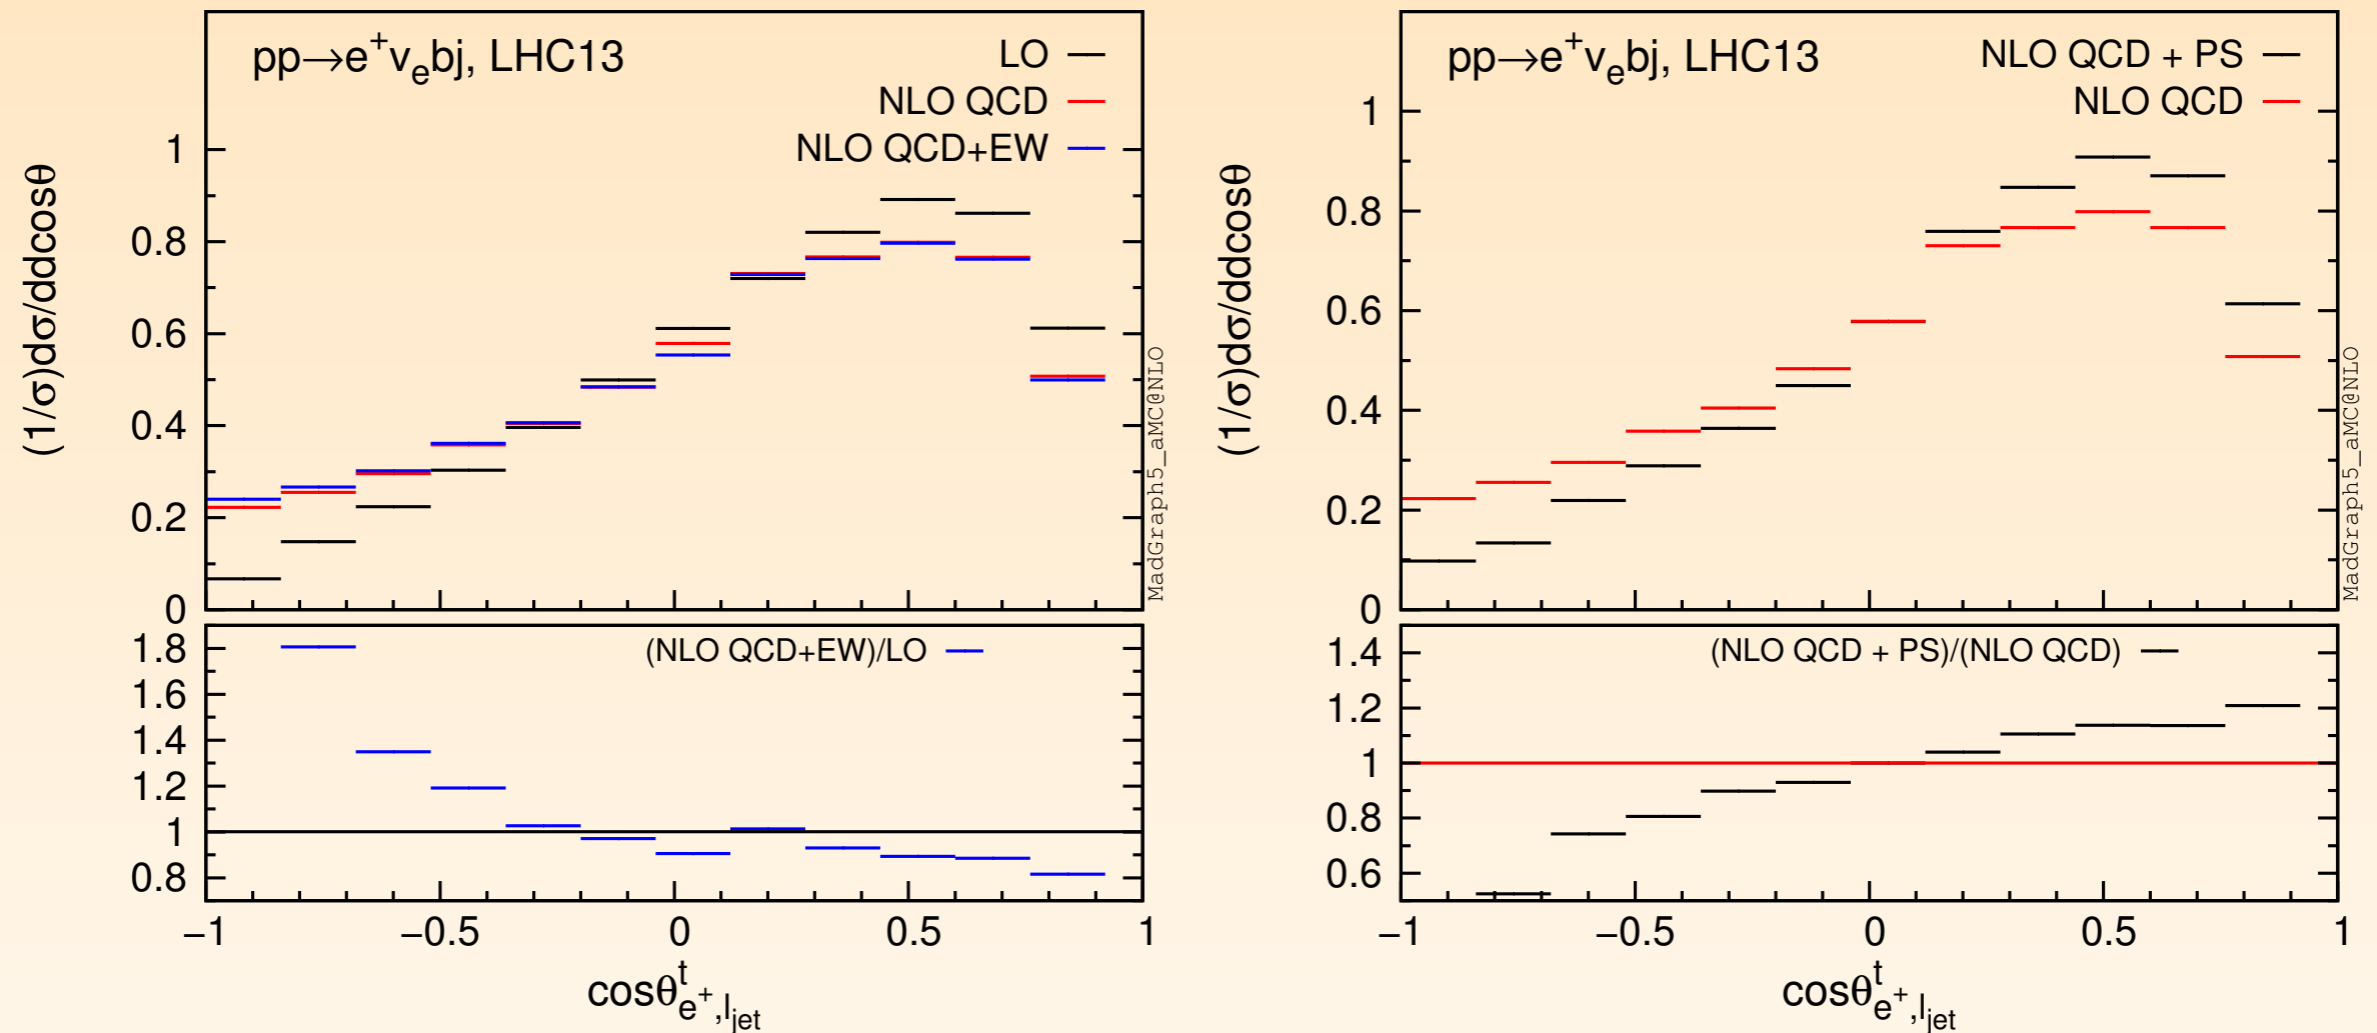 pp→e⁺νₑbj, LHC13
LO
NLO QCD
NLO QCD+EW
(1/σ)dσ/ddcosθ
1
0.8
0.6
0.4
0.2
0
MadGraph5_aMC@NLO
(NLO QCD+EW)/LO
1.8
1.6
1.4
1.2
1
0.8
−1 −0.5 0 0.5 1
cosθᵗ e⁺,l jet
pp→e⁺νₑbj, LHC13
NLO QCD + PS
NLO QCD
(1/σ)dσ/ddcosθ
1
0.8
0.6
0.4
0.2
0
MadGraph5_aMC@NLO
(NLO QCD + PS)/(NLO QCD)
1.4
1.2
1
0.8
0.6
−1 −0.5 0 0.5 1
cosθᵗ e⁺,l jet